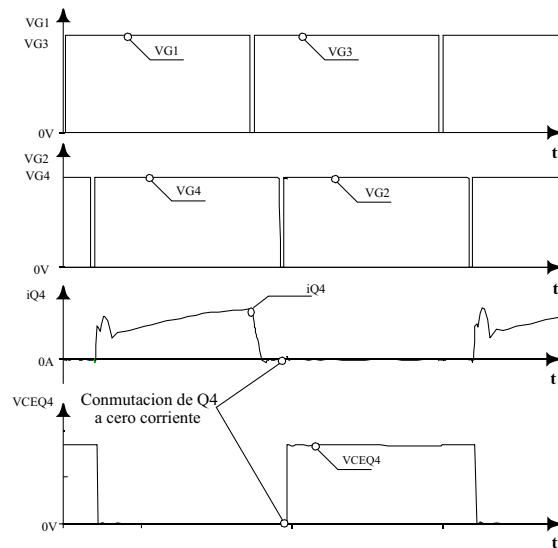 VG1
VG3
VG1
VG3
0V
t
VG2
VG4
VG4
VG2
0V
t
iQ4
iQ4
0A
t
Conmutacion de Q4
a cero corriente
VCEQ4
VCEQ4
0V
t